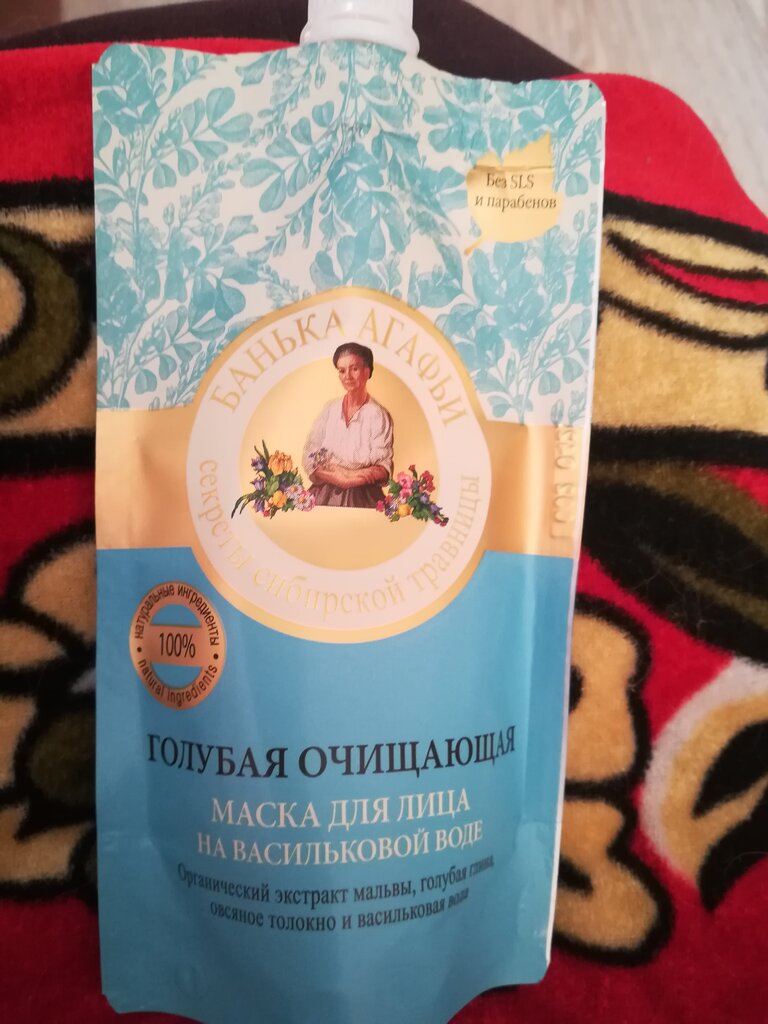 Без SLS
и парабенов
БАНЬКА АГАФЬИ
секреты сибирской травницы
натуральные ингредиенты
100%
natural ingredients
ГОЛУБАЯ ОЧИЩАЮЩАЯ
МАСКА ДЛЯ ЛИЦА
НА ВАСИЛЬКОВОЙ ВОДЕ
Органический экстракт мальвы, голубая глина,
овсяное толокно и васильковая вода